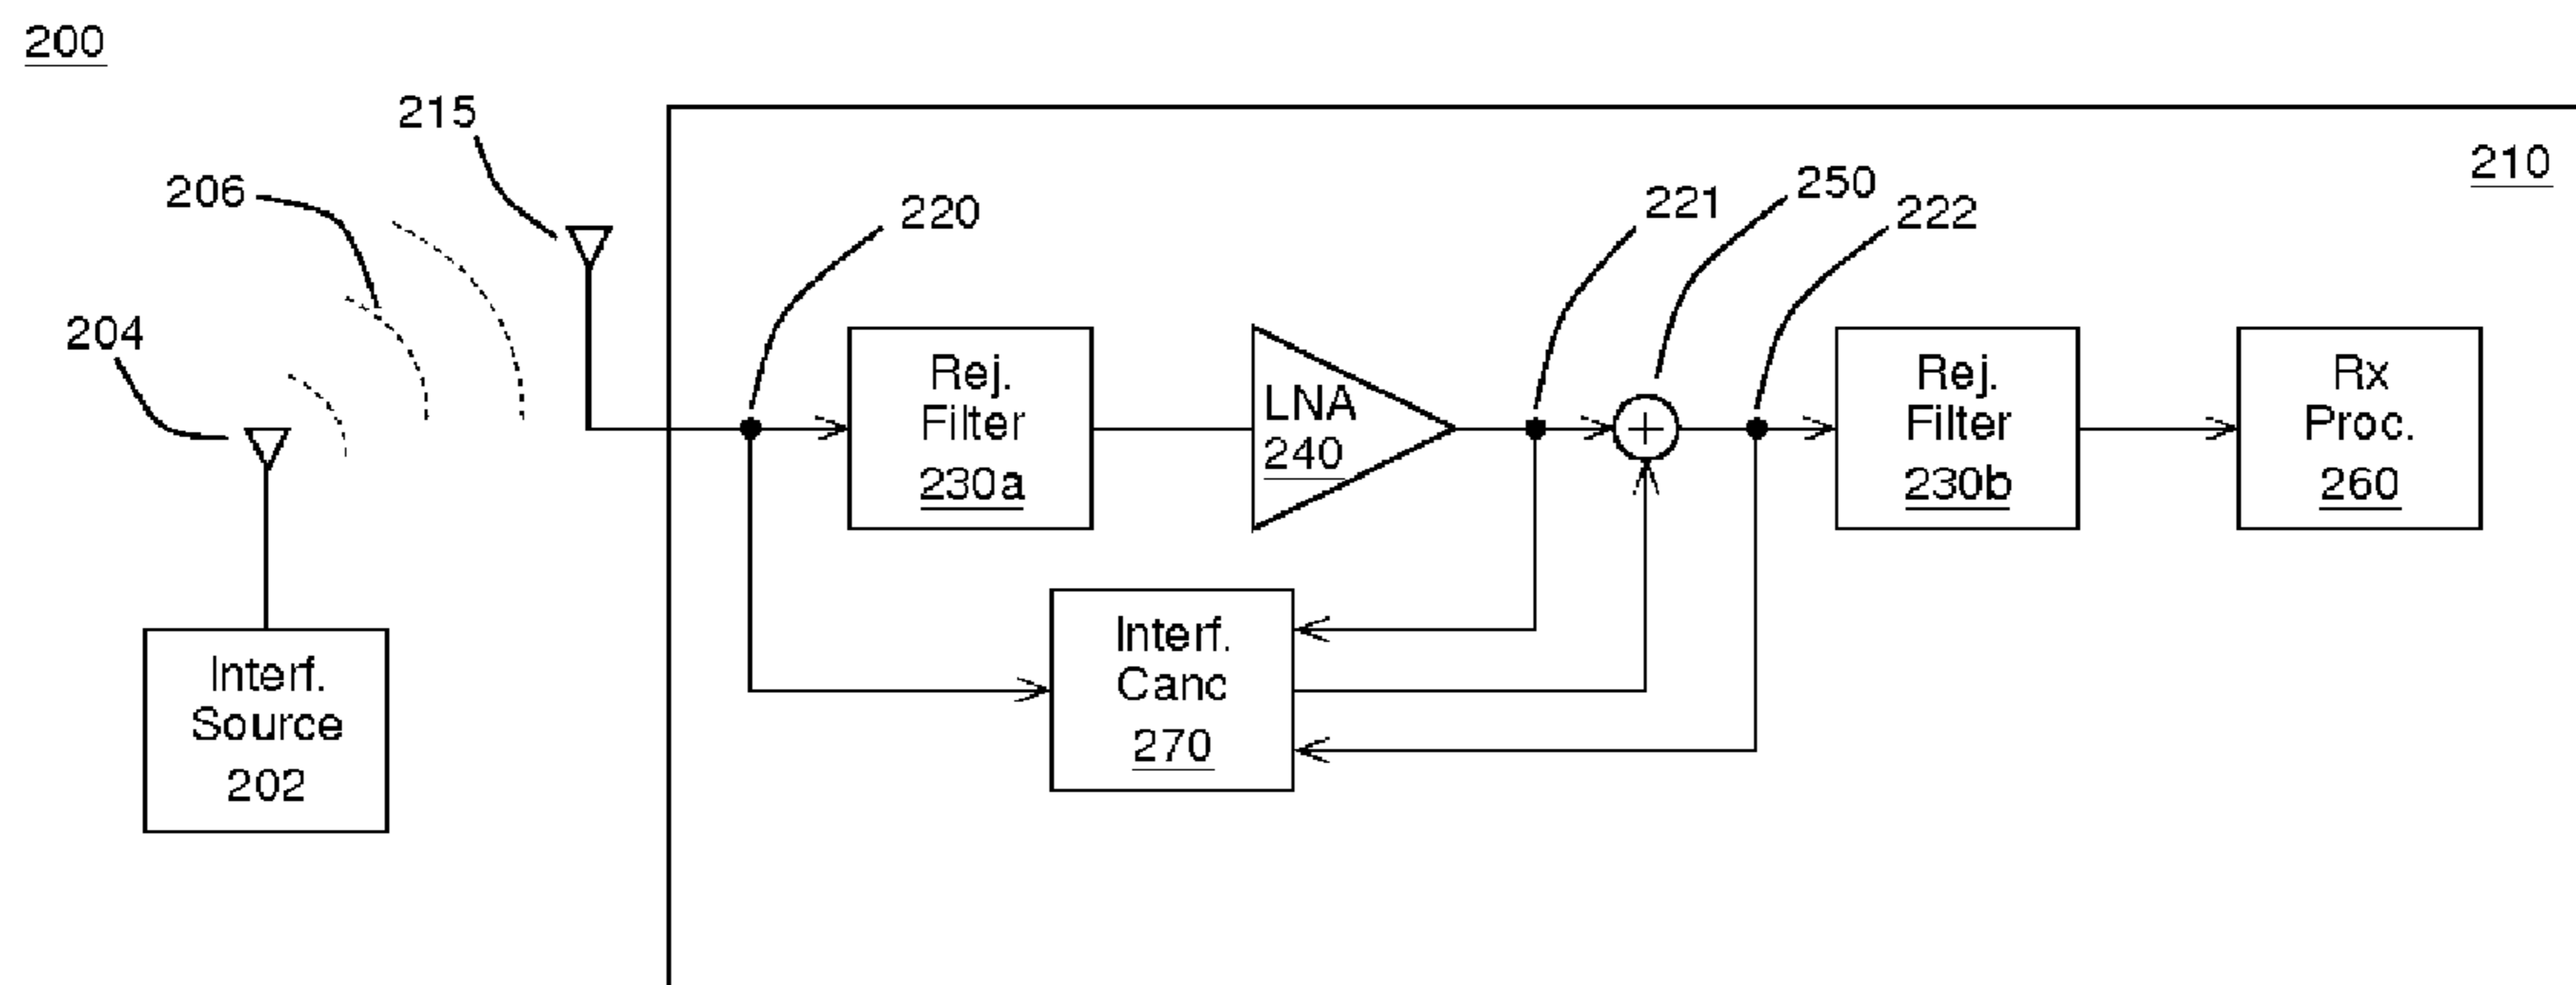 200
215
210
206
220
221
250
222
204
Rej.
Filter
230a
LNA
240
+
Rej.
Filter
230b
Rx
Proc.
260
Interf.
Canc
270
Interf.
Source
202